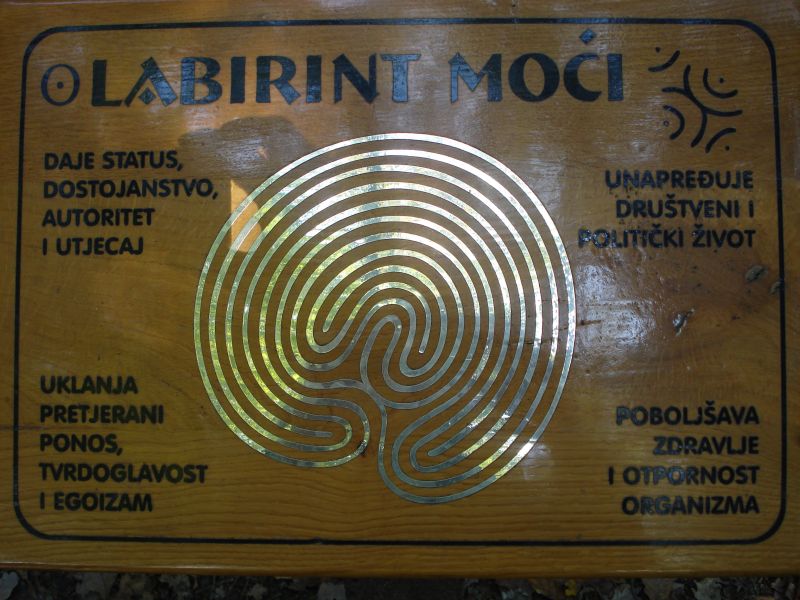 LABIRINT MOĆI
DAJE STATUS,
DOSTOJANSTVO,
AUTORITET
I UTJECAJ
UNAPREĐUJE
DRUŠTVENI I
POLITIČKI ŽIVOT
UKLANJA
PRETJERANI
PONOS,
TVRDOGLAVOST
I EGOIZAM
POBOLJŠAVA
ZDRAVLJE
I OTPORNOST
ORGANIZMA